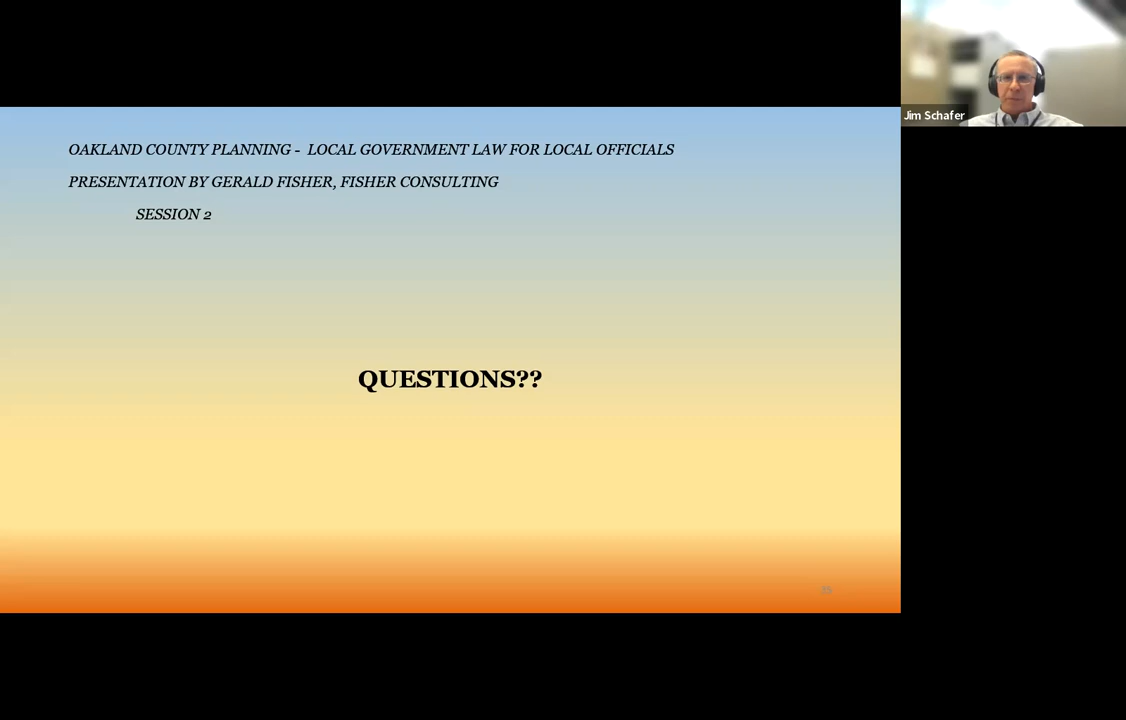 Jim Schafer
OAKLAND COUNTY PLANNING - LOCAL GOVERNMENT LAW FOR LOCAL OFFICIALS
PRESENTATION BY GERALD FISHER, FISHER CONSULTING
SESSION 2
QUESTIONS??